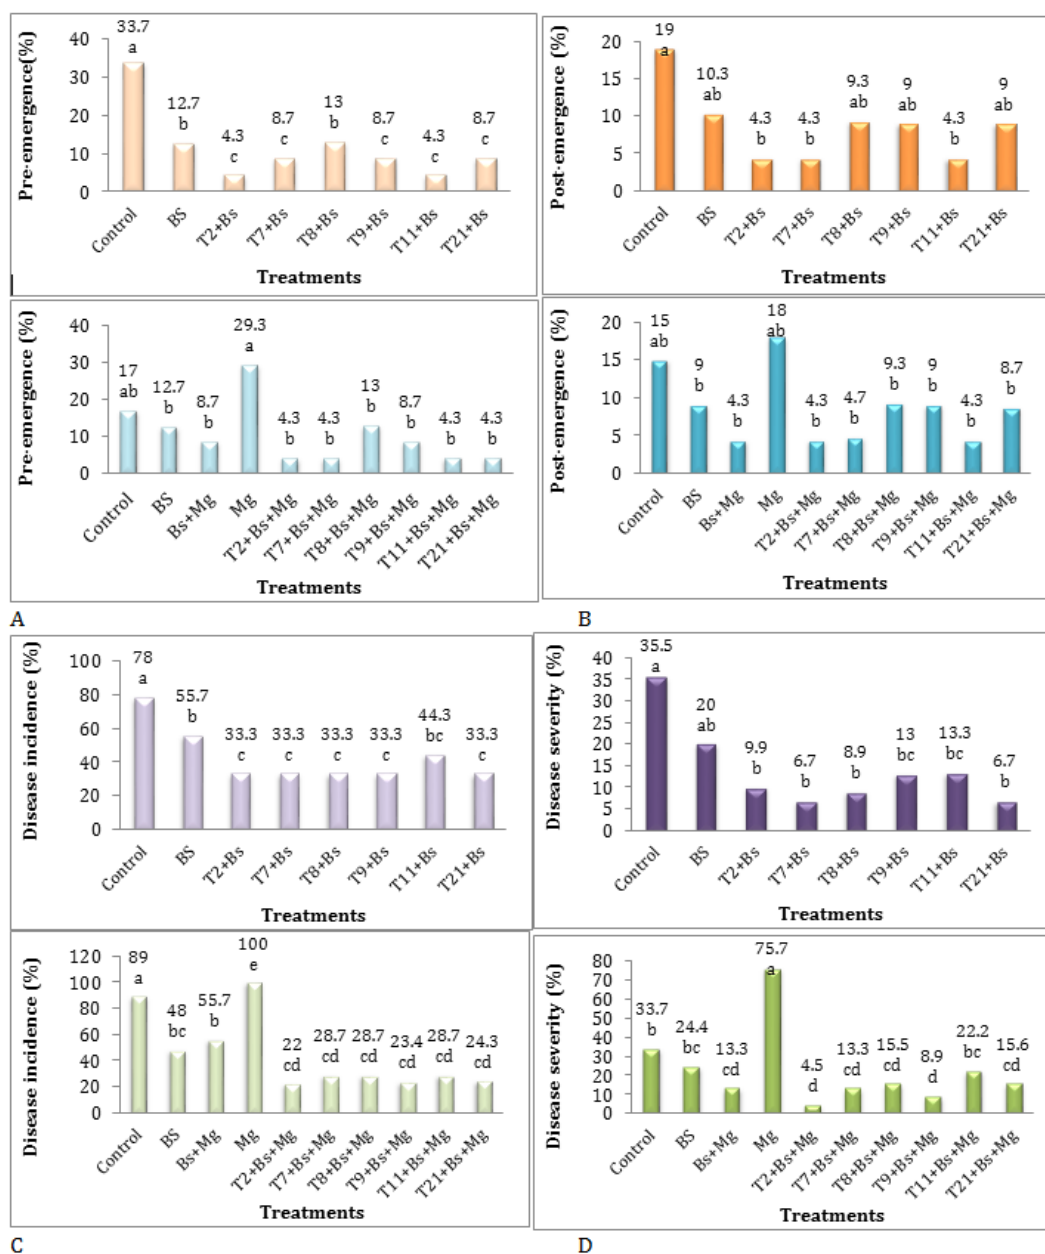 Pre-emergence(%)
40
30
20
10
0
33.7
a
12.7
b
4.3
c
8.7
c
13
b
8.7
c
4.3
c
8.7
c
Control
BS
T2+Bs
T7+Bs
T8+Bs
T9+Bs
T11+Bs
T21+Bs
Treatments
Post-emergence (%)
20
15
10
5
0
19
a
10.3
ab
4.3
b
4.3
b
9.3
ab
9
ab
4.3
b
9
ab
Control
BS
T2+Bs
T7+Bs
T8+Bs
T9+Bs
T11+Bs
T21+Bs
Treatments
Pre-emergence (%)
40
30
20
10
0
17
ab
12.7
b
8.7
b
29.3
a
4.3
b
4.3
b
13
b
8.7
b
4.3
b
4.3
b
Control
BS
Bs+Mg
Mg
T2+Bs+Mg
T7+Bs+Mg
T8+Bs+Mg
T9+Bs+Mg
T11+Bs+Mg
T21+Bs+Mg
Treatments
Post-emergence (%)
20
15
10
5
0
15
ab
9
b
4.3
b
18
ab
4.3
b
4.7
b
9.3
b
9
b
4.3
b
8.7
b
Control
BS
Bs+Mg
Mg
T2+Bs+Mg
T7+Bs+Mg
T8+Bs+Mg
T9+Bs+Mg
T11+Bs+Mg
T21+Bs+Mg
Treatments
A
B
Disease incidence (%)
100
80
60
40
20
0
78
a
55.7
b
33.3
c
33.3
c
33.3
c
33.3
c
44.3
bc
33.3
c
Control
BS
T2+Bs
T7+Bs
T8+Bs
T9+Bs
T11+Bs
T21+Bs
Treatments
Disease severity (%)
40
35
30
25
20
15
10
5
0
35.5
a
20
ab
9.9
b
6.7
b
8.9
b
13
bc
13.3
bc
6.7
b
Control
BS
T2+Bs
T7+Bs
T8+Bs
T9+Bs
T11+Bs
T21+Bs
Treatments
Disease incidence (%)
120
100
80
60
40
20
0
89
a
48
bc
55.7
b
100
e
22
cd
28.7
cd
28.7
cd
23.4
cd
28.7
cd
24.3
cd
Control
BS
Bs+Mg
Mg
T2+Bs+Mg
T7+Bs+Mg
T8+Bs+Mg
T9+Bs+Mg
T11+Bs+Mg
T21+Bs+Mg
Treatments
Disease severity (%)
80
70
60
50
40
30
20
10
0
33.7
b
24.4
bc
13.3
cd
75.7
a
4.5
d
13.3
cd
15.5
cd
8.9
d
22.2
bc
15.6
cd
Control
BS
Bs+Mg
Mg
T2+Bs+Mg
T7+Bs+Mg
T8+Bs+Mg
T9+Bs+Mg
T11+Bs+Mg
T21+Bs+Mg
Treatments
C
D